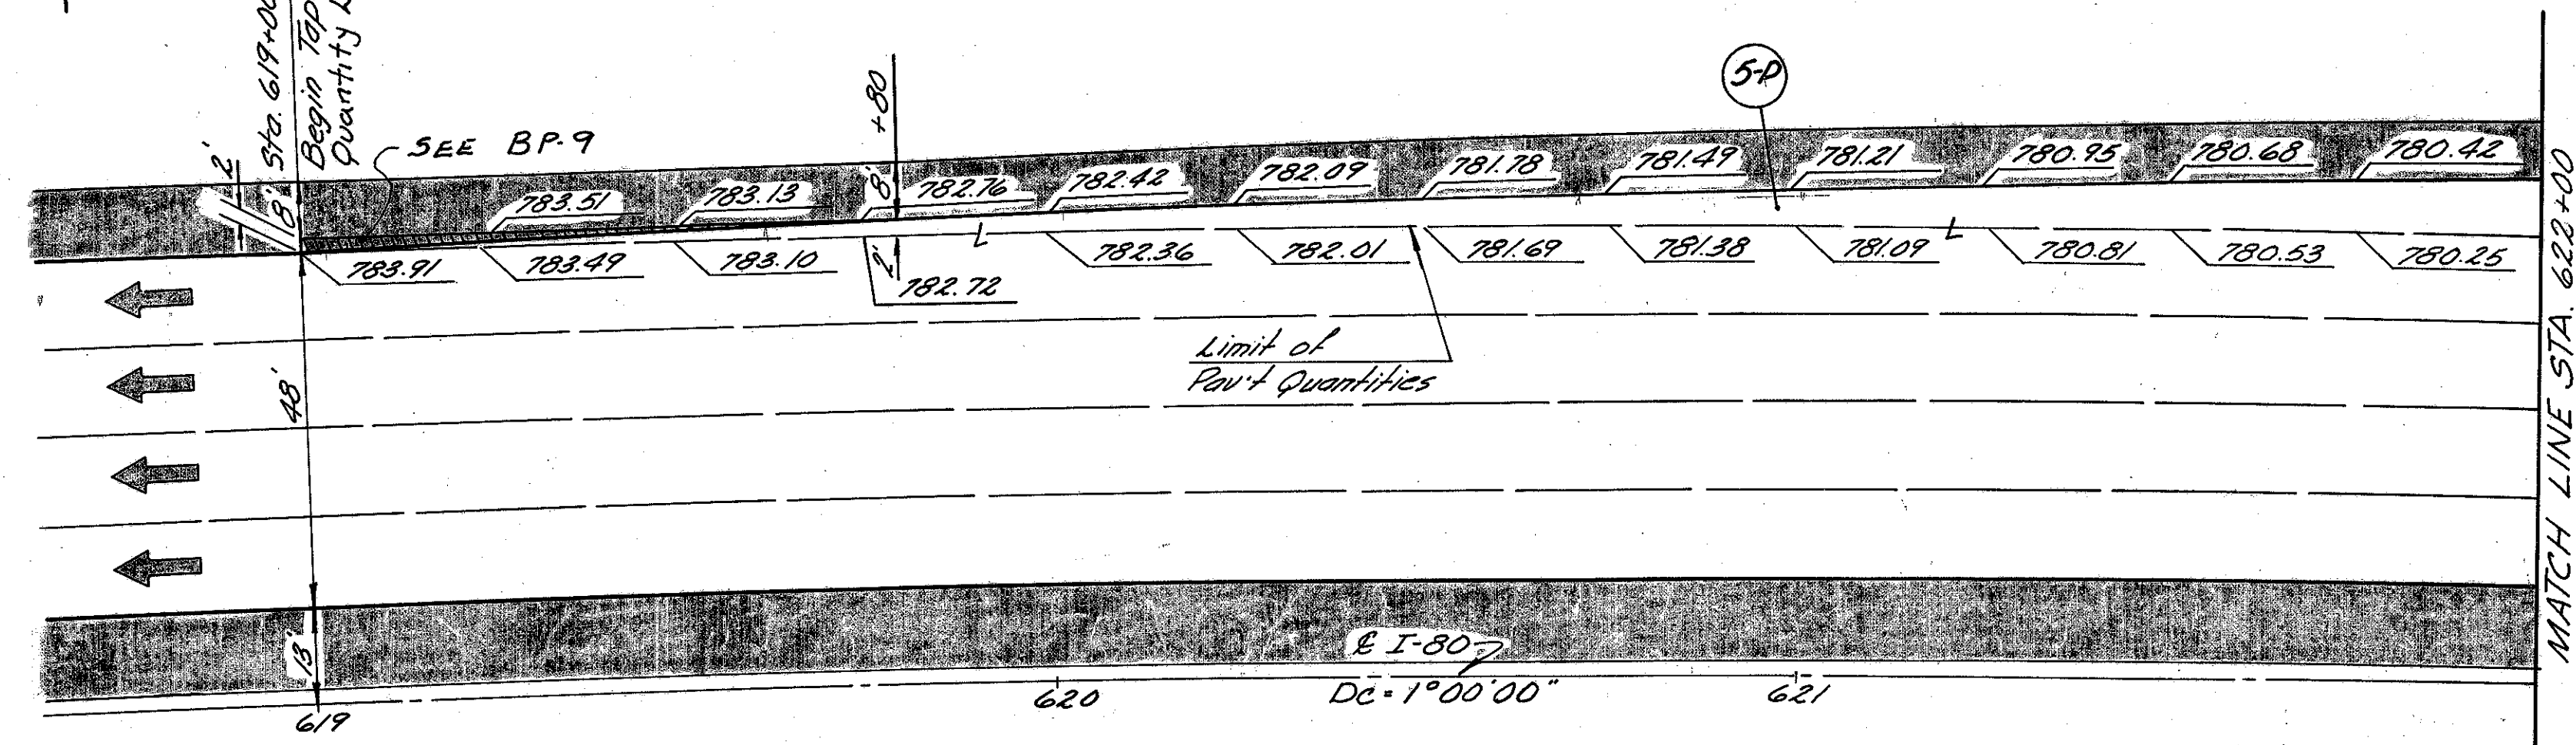 Sta. 619+00
Begin Top
Quantity
2'
8'
SEE BP-9
+80
8'
2'
5-P
783.51
783.13
782.76
782.42
782.09
781.78
781.49
781.21
780.95
780.68
780.42
783.91
783.49
783.10
782.72
782.36
782.01
781.69
781.38
781.09
780.81
780.53
780.25
L
L
Limit of
Pav't Quantities
48'
13'
℄ I-80
Dc = 1°00'00"
619
620
621
MATCH LINE STA. 622+00